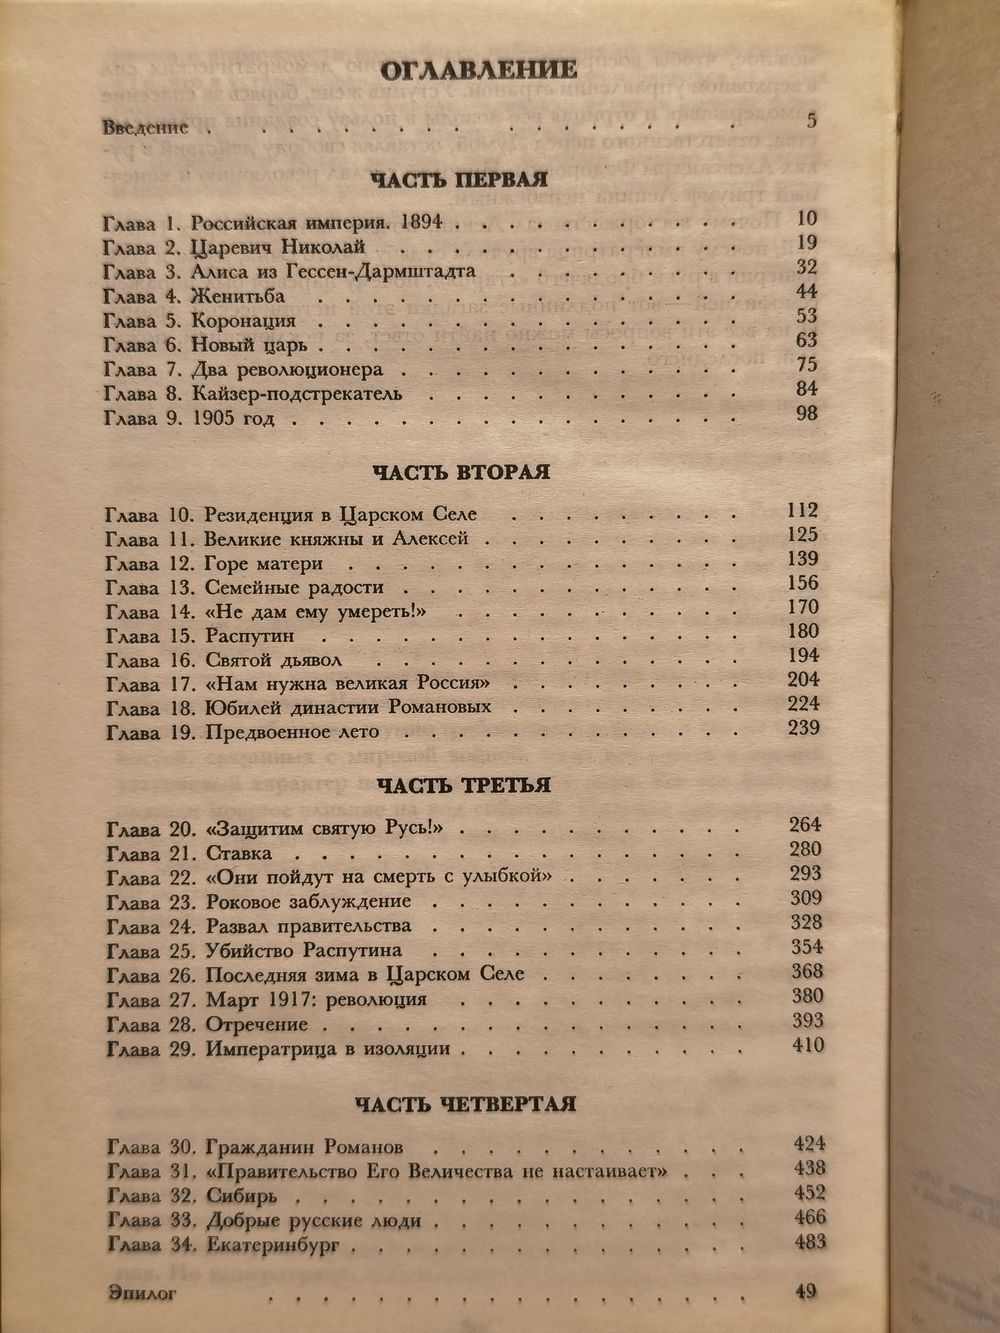 ОГЛАВЛЕНИЕ
Введение . . . . . . . . . . . . . . . . . . 5
ЧАСТЬ ПЕРВАЯ
Глава 1. Российская империя. 1894 . . . . . . . . . . . 10
Глава 2. Царевич Николай . . . . . . . . . . . . . 19
Глава 3. Алиса из Гессен-Дармштадта . . . . . . . . . 32
Глава 4. Женитьба . . . . . . . . . . . . . . . . 44
Глава 5. Коронация . . . . . . . . . . . . . . . . 53
Глава 6. Новый царь . . . . . . . . . . . . . . . . 63
Глава 7. Два революционера . . . . . . . . . . . . . 75
Глава 8. Кайзер-подстрекатель . . . . . . . . . . . . 84
Глава 9. 1905 год . . . . . . . . . . . . . . . . . 98
ЧАСТЬ ВТОРАЯ
Глава 10. Резиденция в Царском Селе . . . . . . . . . 112
Глава 11. Великие княжны и Алексей . . . . . . . . . . 125
Глава 12. Горе матери . . . . . . . . . . . . . . . 139
Глава 13. Семейные радости . . . . . . . . . . . . . 156
Глава 14. «Не дам ему умереть!» . . . . . . . . . . . 170
Глава 15. Распутин . . . . . . . . . . . . . . . . 180
Глава 16. Святой дьявол . . . . . . . . . . . . . . 194
Глава 17. «Нам нужна великая Россия» . . . . . . . . . 204
Глава 18. Юбилей династии Романовых . . . . . . . . . 224
Глава 19. Предвоенное лето . . . . . . . . . . . . . 239
ЧАСТЬ ТРЕТЬЯ
Глава 20. «Защитим святую Русь!» . . . . . . . . . . . 264
Глава 21. Ставка . . . . . . . . . . . . . . . . . 280
Глава 22. «Они пойдут на смерть с улыбкой» . . . . . . . 293
Глава 23. Роковое заблуждение . . . . . . . . . . . . 309
Глава 24. Развал правительства . . . . . . . . . . . . 328
Глава 25. Убийство Распутина . . . . . . . . . . . . 354
Глава 26. Последняя зима в Царском Селе . . . . . . . . 368
Глава 27. Март 1917: революция . . . . . . . . . . . 380
Глава 28. Отречение . . . . . . . . . . . . . . . . 393
Глава 29. Императрица в изоляции . . . . . . . . . . . 410
ЧАСТЬ ЧЕТВЕРТАЯ
Глава 30. Гражданин Романов . . . . . . . . . . . . 424
Глава 31. «Правительство Его Величества не настаивает» . . . 438
Глава 32. Сибирь . . . . . . . . . . . . . . . . . 452
Глава 33. Добрые русские люди . . . . . . . . . . . . 466
Глава 34. Екатеринбург . . . . . . . . . . . . . . . 483
Эпилог . . . . . . . . . . . . . . . . . . 49
www.ay.by